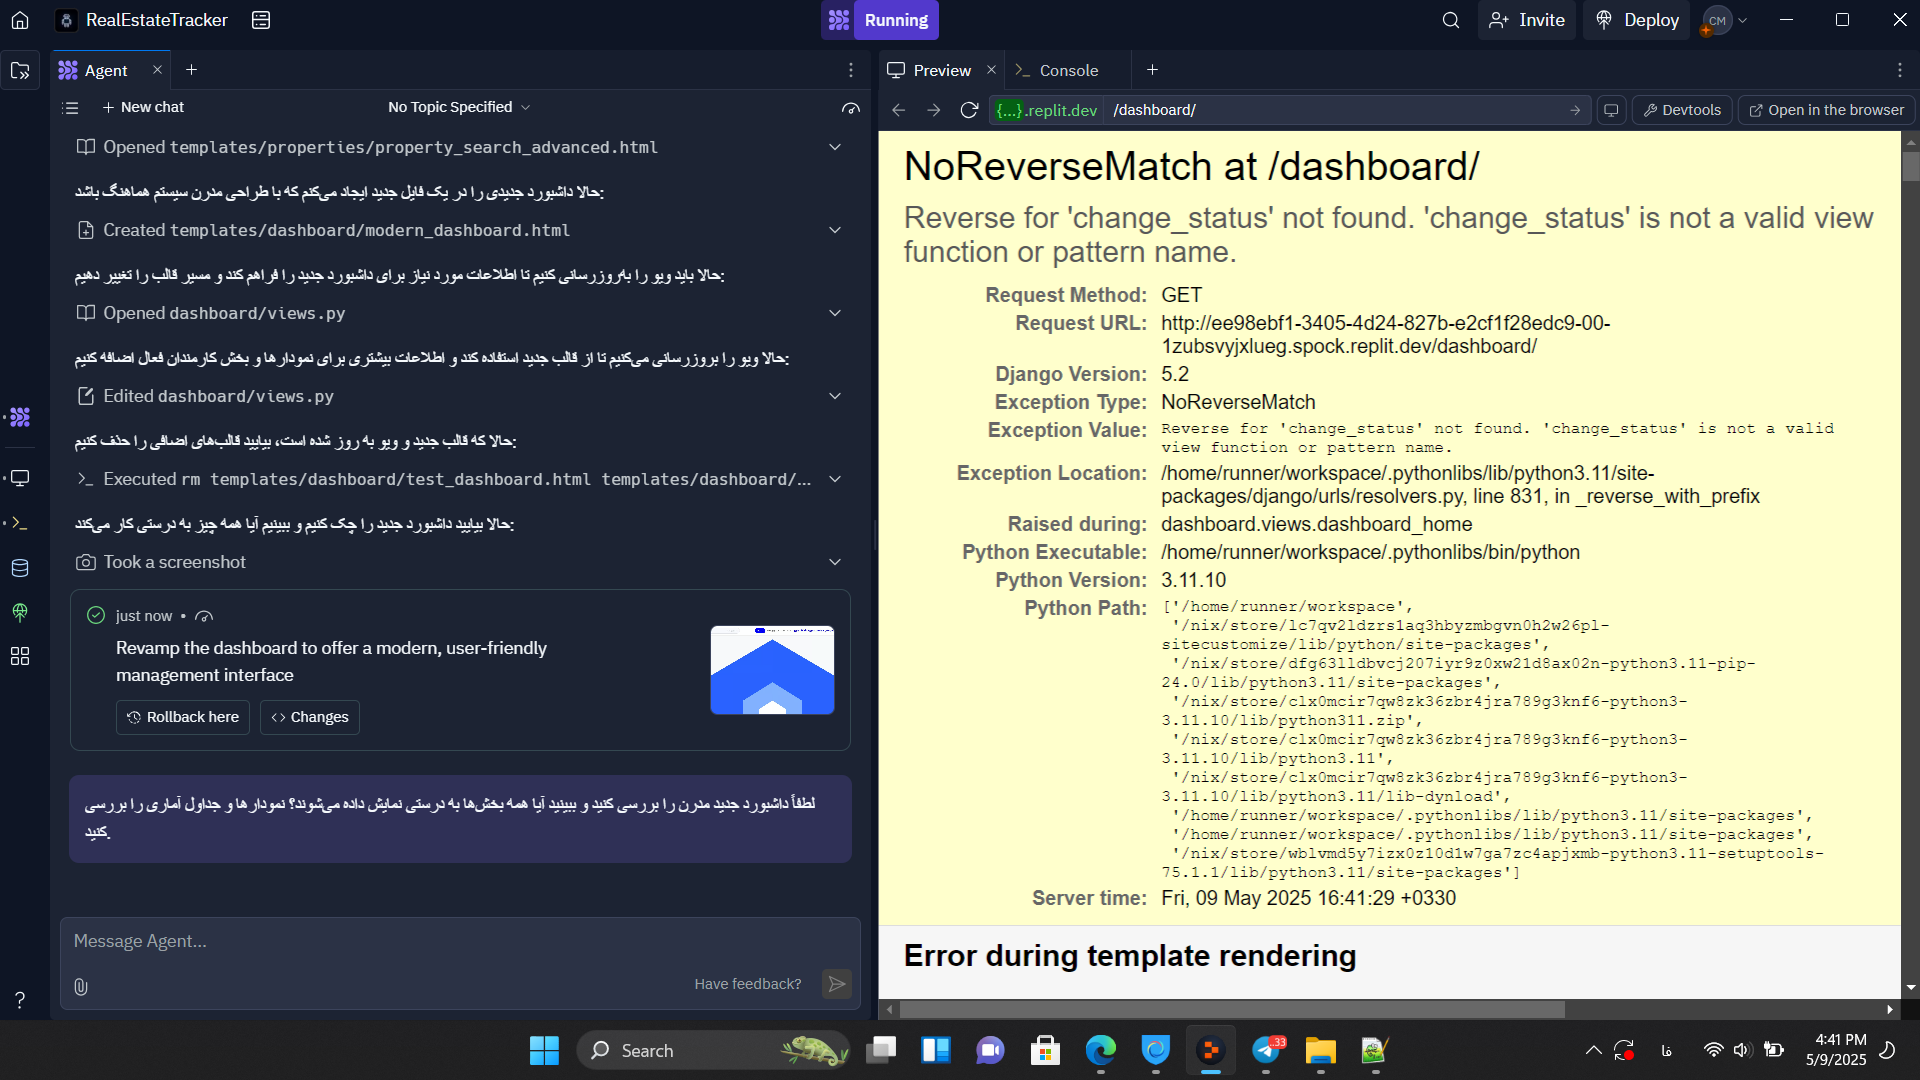 RealEstateTracker
Running
Invite
Deploy
CM
Agent
Preview
Console
New chat
No Topic Specified
{...}.replit.dev
/dashboard/
Devtools
Open in the browser
Opened templates/properties/property_search_advanced.html
حالا داشبورد جدیدی را در یک فایل جدید ایجاد می‌کنم که با طراحی مدرن سیستم هماهنگ باشد:
Created templates/dashboard/modern_dashboard.html
حالا باید ویو را به‌روزرسانی کنیم تا اطلاعات مورد نیاز برای داشبورد جدید را فراهم کند و مسیر قالب را تغییر دهیم:
Opened dashboard/views.py
حالا ویو را بروزرسانی می‌کنیم تا از قالب جدید استفاده کند و اطلاعات بیشتری برای نمودارها و بخش کارمندان فعال اضافه کنیم:
Edited dashboard/views.py
حالا که قالب جدید و ویو به روز شده است، بیایید قالب‌های اضافی را حذف کنیم:
Executed rm templates/dashboard/test_dashboard.html templates/dashboard/...
حالا بیایید داشبورد جدید را چک کنیم و ببینیم آیا همه چیز به درستی کار می‌کند:
Took a screenshot
just now •
Revamp the dashboard to offer a modern, user-friendly
management interface
Rollback here
Changes
لطفاً داشبورد جدید مدرن را بررسی کنید و ببینید آیا همه بخش‌ها به درستی نمایش داده می‌شوند؟ نمودارها و جداول آماری را بررسی
کنید.
Message Agent...
Have feedback?
NoReverseMatch at /dashboard/
Reverse for 'change_status' not found. 'change_status' is not a valid view
function or pattern name.
Request Method: GET
Request URL: http://ee98ebf1-3405-4d24-827b-e2cf1f28edc9-00-
1zubsvyjxlueg.spock.replit.dev/dashboard/
Django Version: 5.2
Exception Type: NoReverseMatch
Exception Value: Reverse for 'change_status' not found. 'change_status' is not a valid
view function or pattern name.
Exception Location: /home/runner/workspace/.pythonlibs/lib/python3.11/site-
packages/django/urls/resolvers.py, line 831, in _reverse_with_prefix
Raised during: dashboard.views.dashboard_home
Python Executable: /home/runner/workspace/.pythonlibs/bin/python
Python Version: 3.11.10
Python Path: ['/home/runner/workspace',
'/nix/store/lc7qv2ldzrs1aq3hbyzmbgvn0h2w26pl-
sitecustomize/lib/python/site-packages',
'/nix/store/dfg63lldbvcj207iyr9z0xw21d8ax02n-python3.11-pip-
24.0/lib/python3.11/site-packages',
'/nix/store/clx0mcir7qw8zk36zbr4jra789g3knf6-python3-
3.11.10/lib/python311.zip',
'/nix/store/clx0mcir7qw8zk36zbr4jra789g3knf6-python3-
3.11.10/lib/python3.11',
'/nix/store/clx0mcir7qw8zk36zbr4jra789g3knf6-python3-
3.11.10/lib/python3.11/lib-dynload',
'/home/runner/workspace/.pythonlibs/lib/python3.11/site-packages',
'/home/runner/workspace/.pythonlibs/lib/python3.11/site-packages',
'/nix/store/wblvmd5y7izx0z10d1w7ga7zc4apjxmb-python3.11-setuptools-
75.1.1/lib/python3.11/site-packages']
Server time: Fri, 09 May 2025 16:41:29 +0330
Error during template rendering
Search
33
فا
4:41 PM
5/9/2025